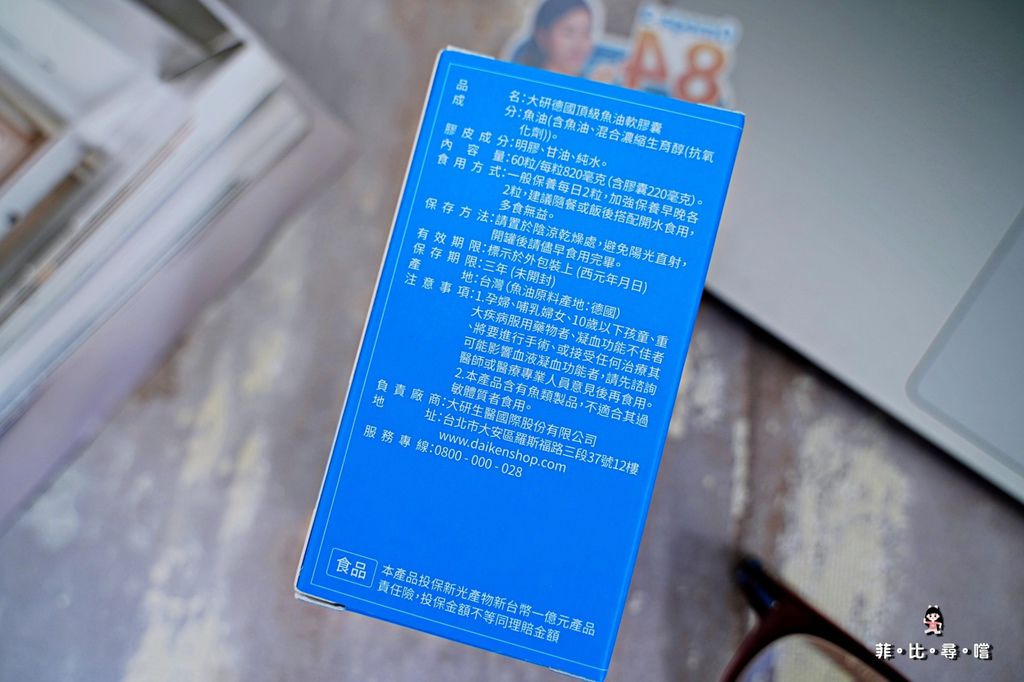 A8
品名:大研德國頂級魚油軟膠囊
成分:魚油(含魚油、混合濃縮生育醇(抗氧
化劑))。
膠皮成分:明膠、甘油、純水。
內容量:60粒/每粒820毫克(含膠囊220毫克)。
食用方式:一般保養每日2粒,加強保養早晚各
2粒,建議隨餐或飯後搭配開水食用,
多食無益。
保存方法:請置於陰涼乾燥處,避免陽光直射,
開罐後請儘早食用完畢。
有效期限:標示於外包裝上(西元年月日)
保存期限:三年(未開封)
產地:台灣(魚油原料產地:德國)
注意事項:1.孕婦、哺乳婦女、10歲以下孩童、重
大疾病服用藥物者、凝血功能不佳者
、將要進行手術、或接受任何治療其
可能影響血液凝血功能者,請先諮詢
醫師或醫療專業人員意見後再食用。
2.本產品含有魚類製品,不適合其過
敏體質者食用。
負責廠商:大研生醫國際股份有限公司
地址:台北市大安區羅斯福路三段37號12樓
www.daikenshop.com
服務專線:0800-000-028
食品
本產品投保新光產物新台幣一億元產品
責任險,投保金額不等同理賠金額
菲・比・尋・嚐